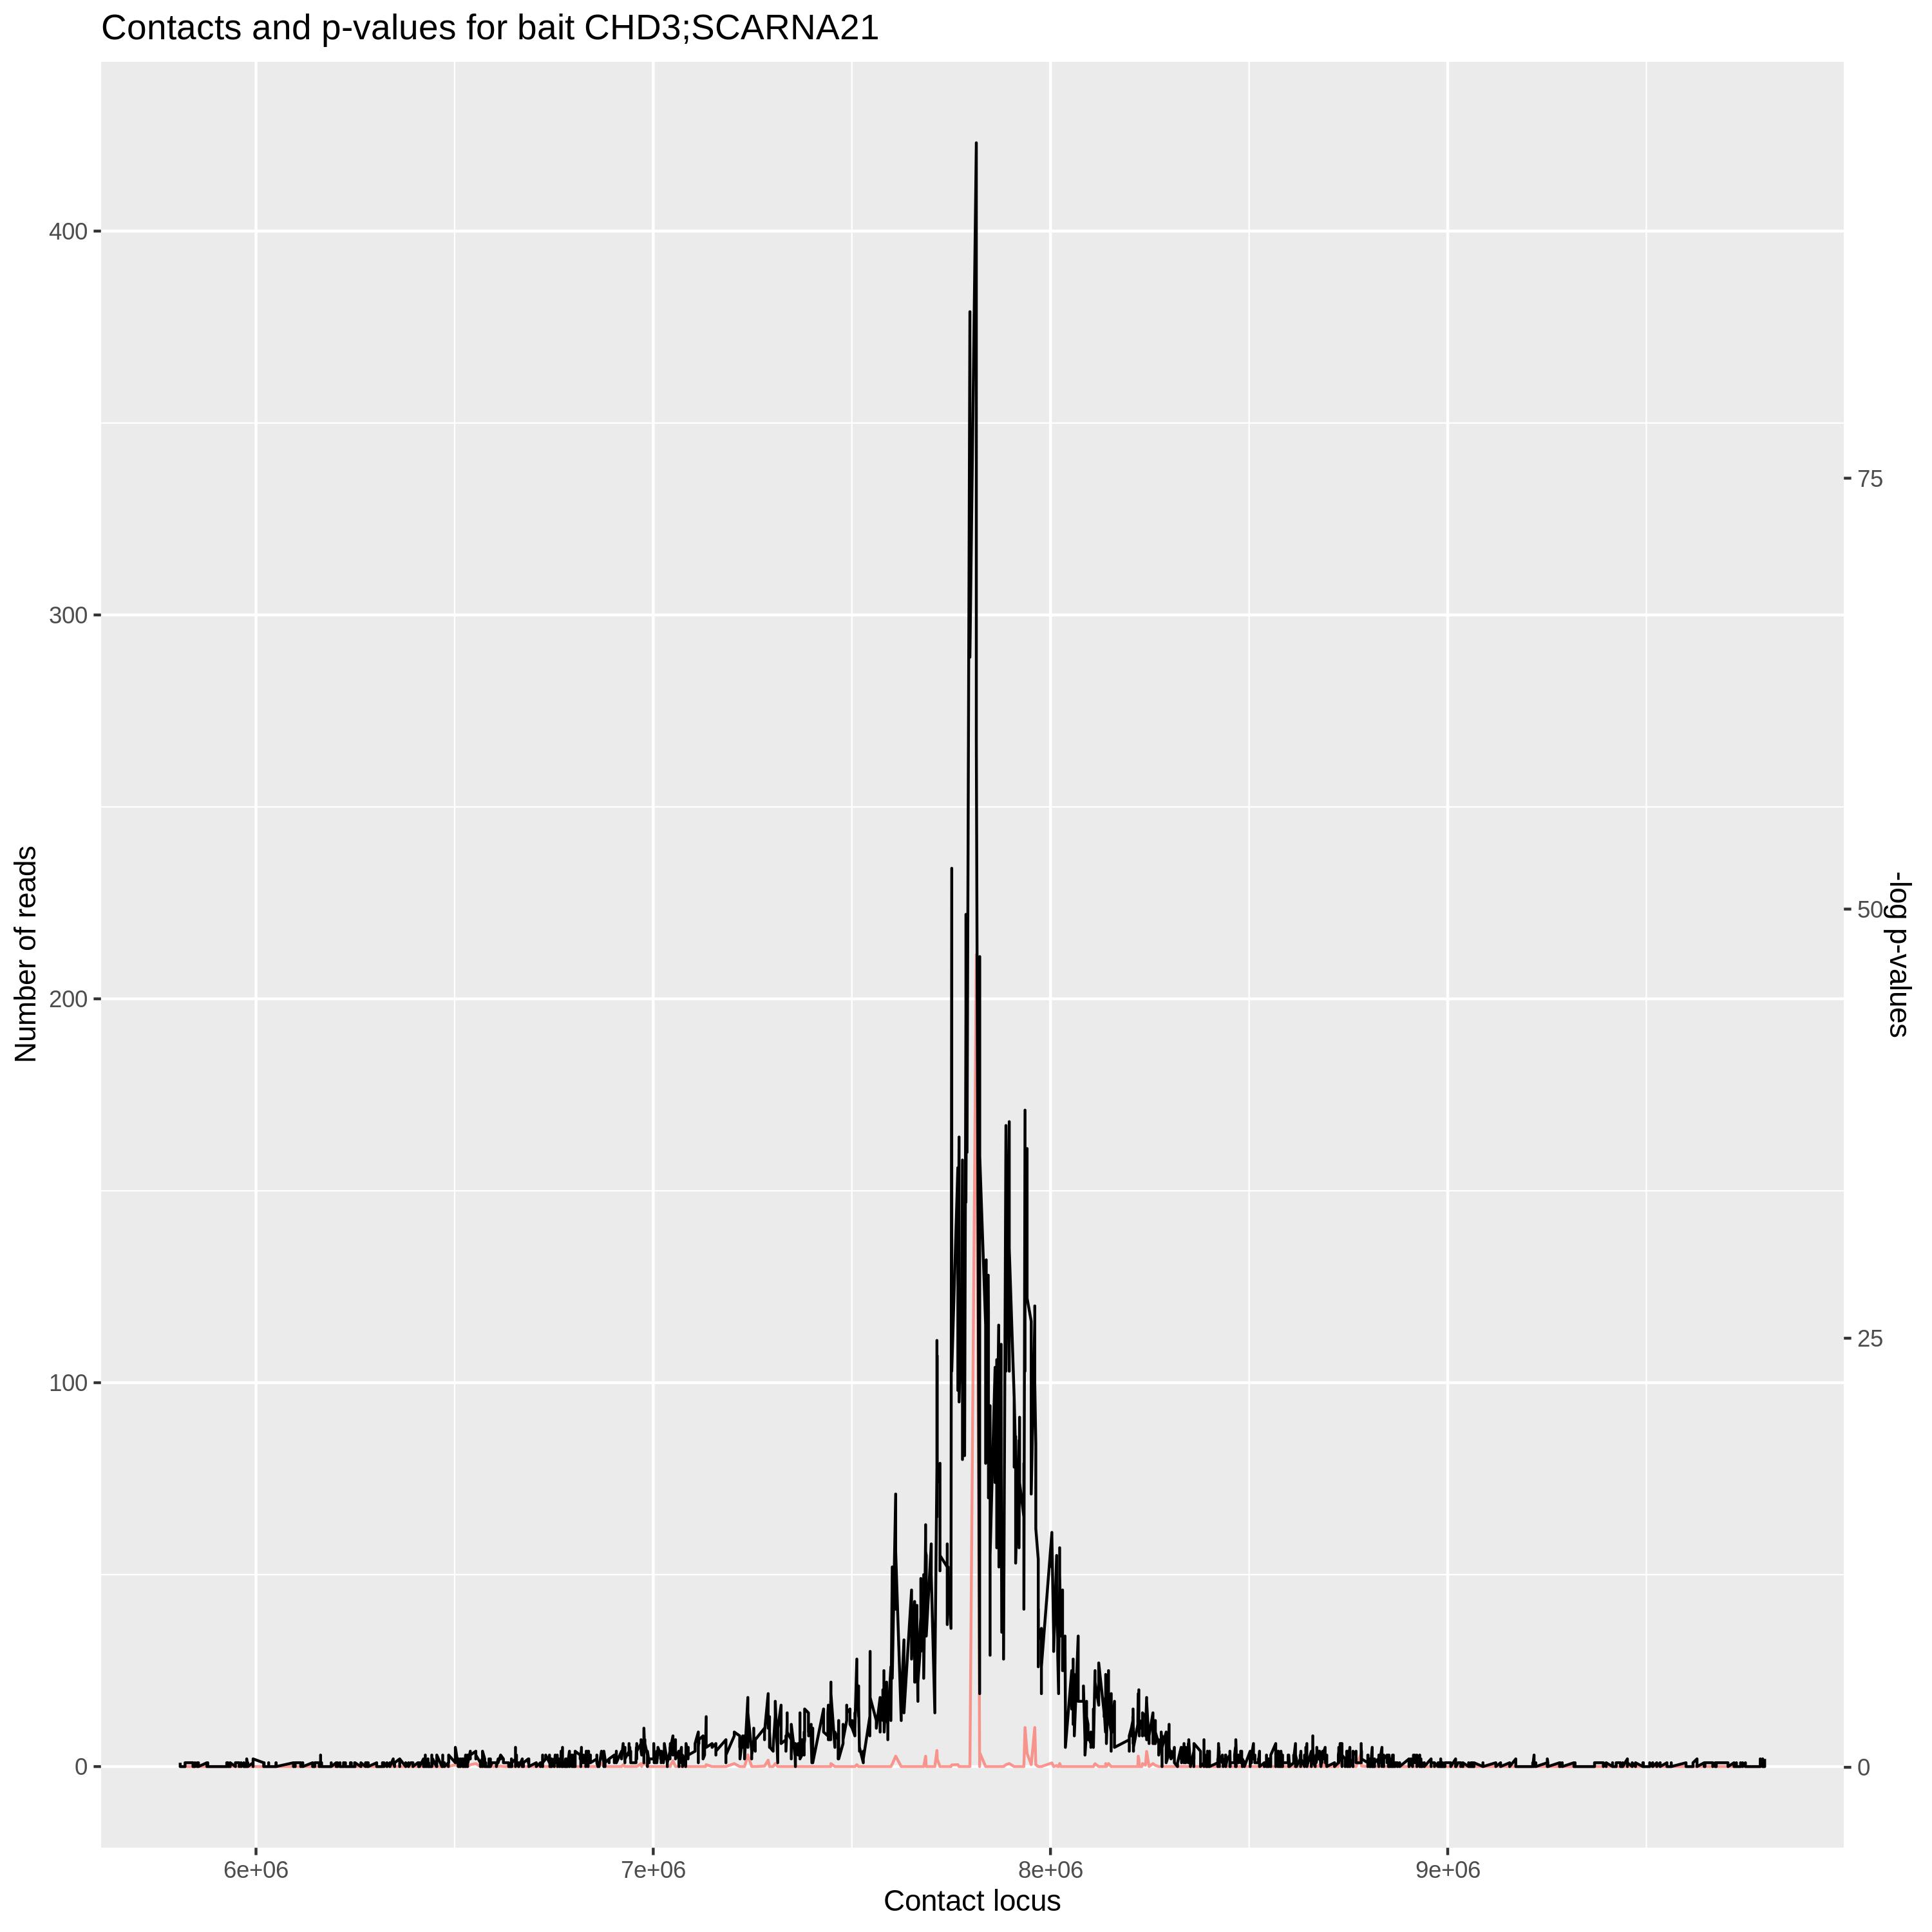 Contacts and p-values for bait CHD3;SCARNA21
400
300
200
100
0
Number of reads
75
50
25
0
-log p-values
6e+06
7e+06
8e+06
9e+06
Contact locus